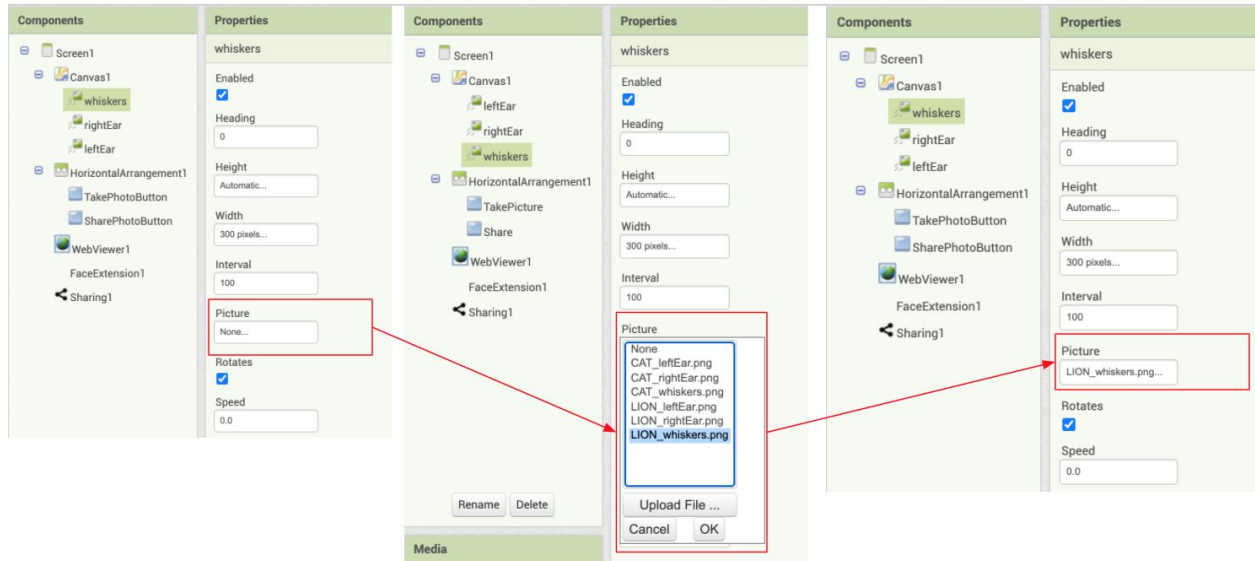 Components
Screen1
Canvas1
whiskers
rightEar
leftEar
HorizontalArrangement1
TakePhotoButton
SharePhotoButton
WebViewer1
FaceExtension1
Sharing1
Properties
whiskers
Enabled
Heading
0
Height
Automatic...
Width
300 pixels...
Interval
100
Picture
None...
Rotates
Speed
0.0
Components
Screen1
Canvas1
leftEar
rightEar
whiskers
HorizontalArrangement1
TakePicture
Share
WebViewer1
FaceExtension1
Sharing1
Rename Delete
Media
Properties
whiskers
Enabled
Heading
0
Height
Automatic...
Width
300 pixels...
Interval
100
Picture
None
CAT_leftEar.png
CAT_rightEar.png
CAT_whiskers.png
LION_leftEar.png
LION_rightEar.png
LION_whiskers.png
Upload File ...
Cancel OK
Components
Screen1
Canvas1
whiskers
rightEar
leftEar
HorizontalArrangement1
TakePhotoButton
SharePhotoButton
WebViewer1
FaceExtension1
Sharing1
Properties
whiskers
Enabled
Heading
0
Height
Automatic...
Width
300 pixels...
Interval
100
Picture
LION_whiskers.png...
Rotates
Speed
0.0